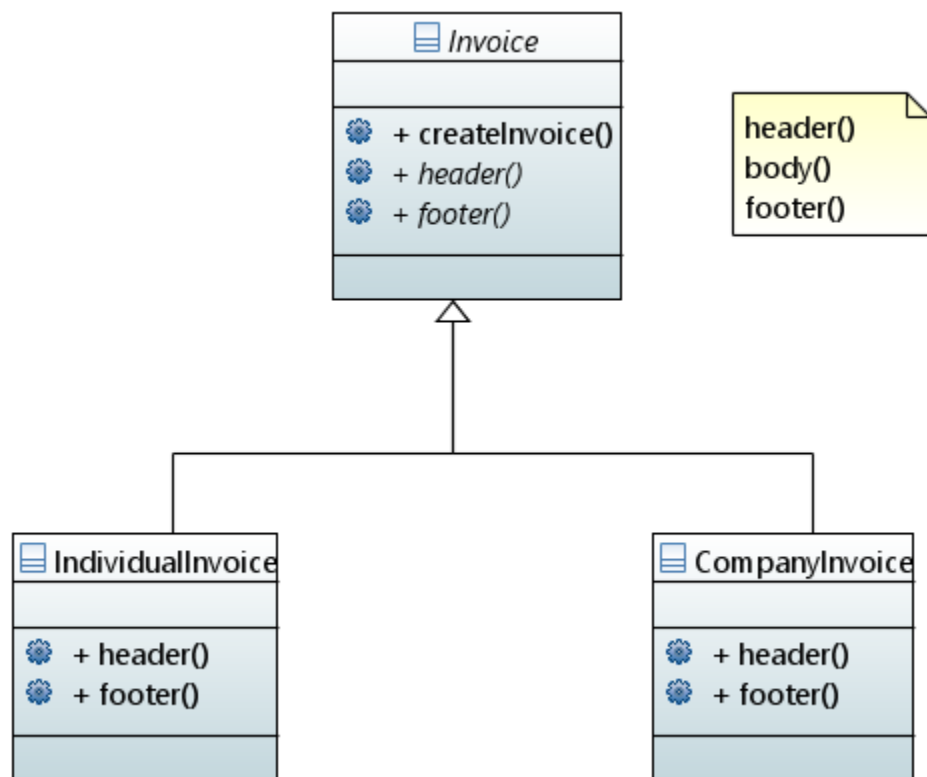 Invoice
+ createInvoice()
+ header()
+ footer()
header()
body()
footer()
IndividualInvoice
+ header()
+ footer()
CompanyInvoice
+ header()
+ footer()